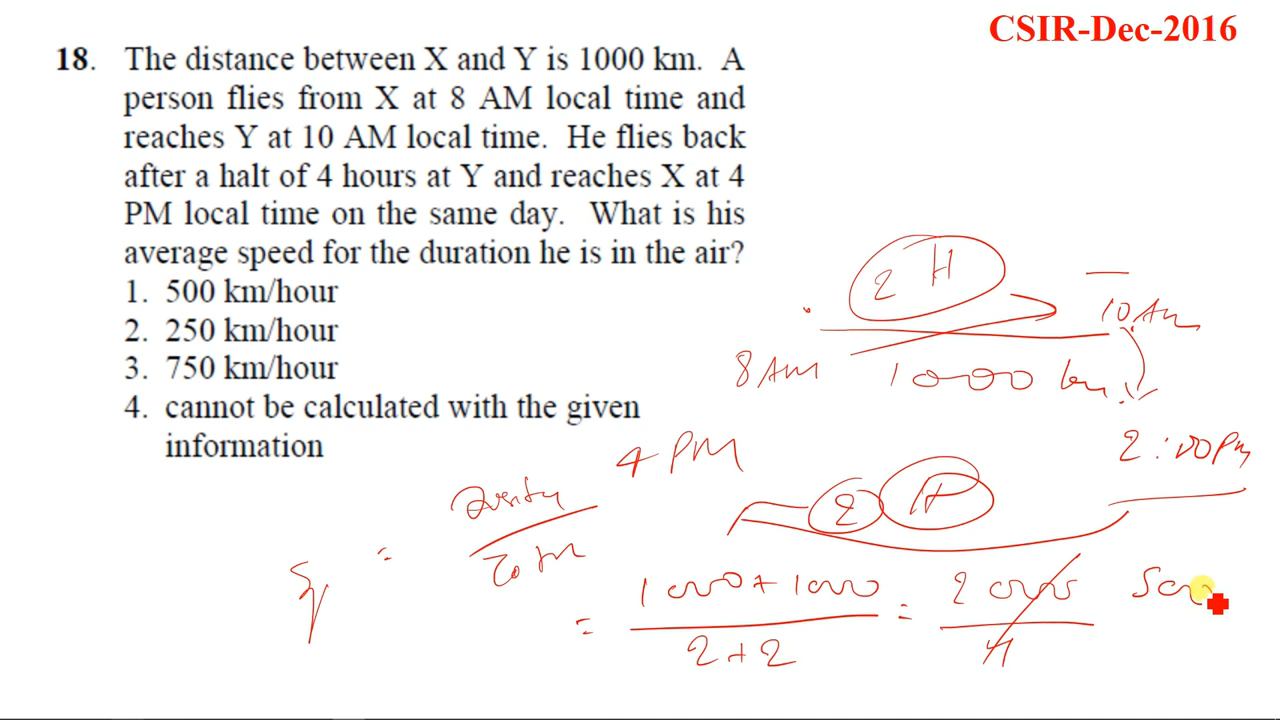 CSIR-Dec-2016
18. The distance between X and Y is 1000 km. A
person flies from X at 8 AM local time and
reaches Y at 10 AM local time. He flies back
after a halt of 4 hours at Y and reaches X at 4
PM local time on the same day. What is his
average speed for the duration he is in the air?
1. 500 km/hour
2. 250 km/hour
3. 750 km/hour
4. cannot be calculated with the given
information
2 H
10 AM
8 AM
1000 km
2:00 PM
4 PM
2 H
=
= 1000 + 1000 = 2000 500
2 + 2 4